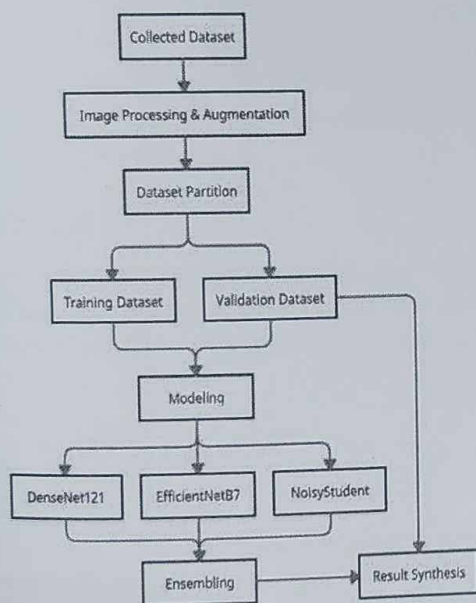 Collected Dataset
Image Processing & Augmentation
Dataset Partition
Training Dataset
Validation Dataset
Modeling
DenseNet121
EfficientNetB7
NoisyStudent
Ensembling
Result Synthesis